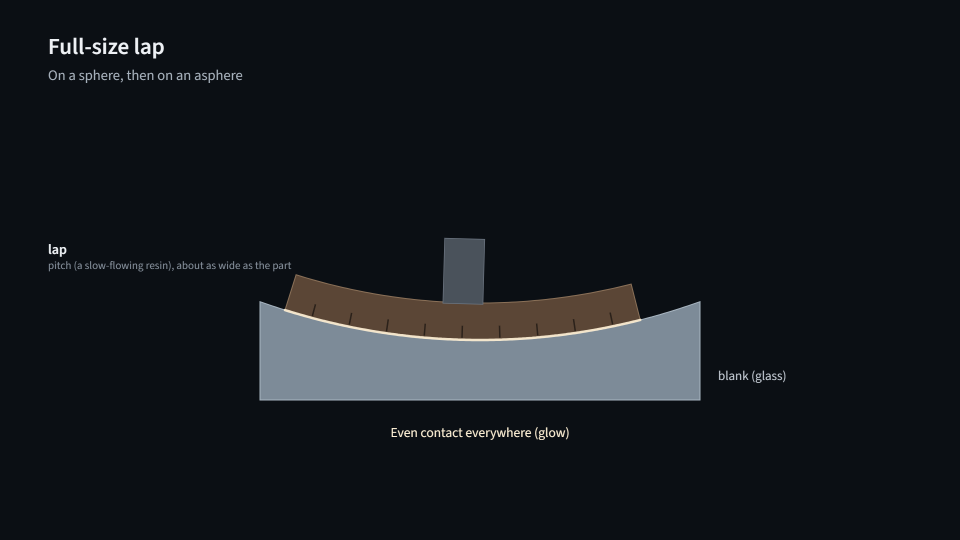 Full-size lap
On a sphere, then on an asphere
lap
pitch (a slow-flowing resin), about as wide as the part
blank (glass)
Even contact everywhere (glow)